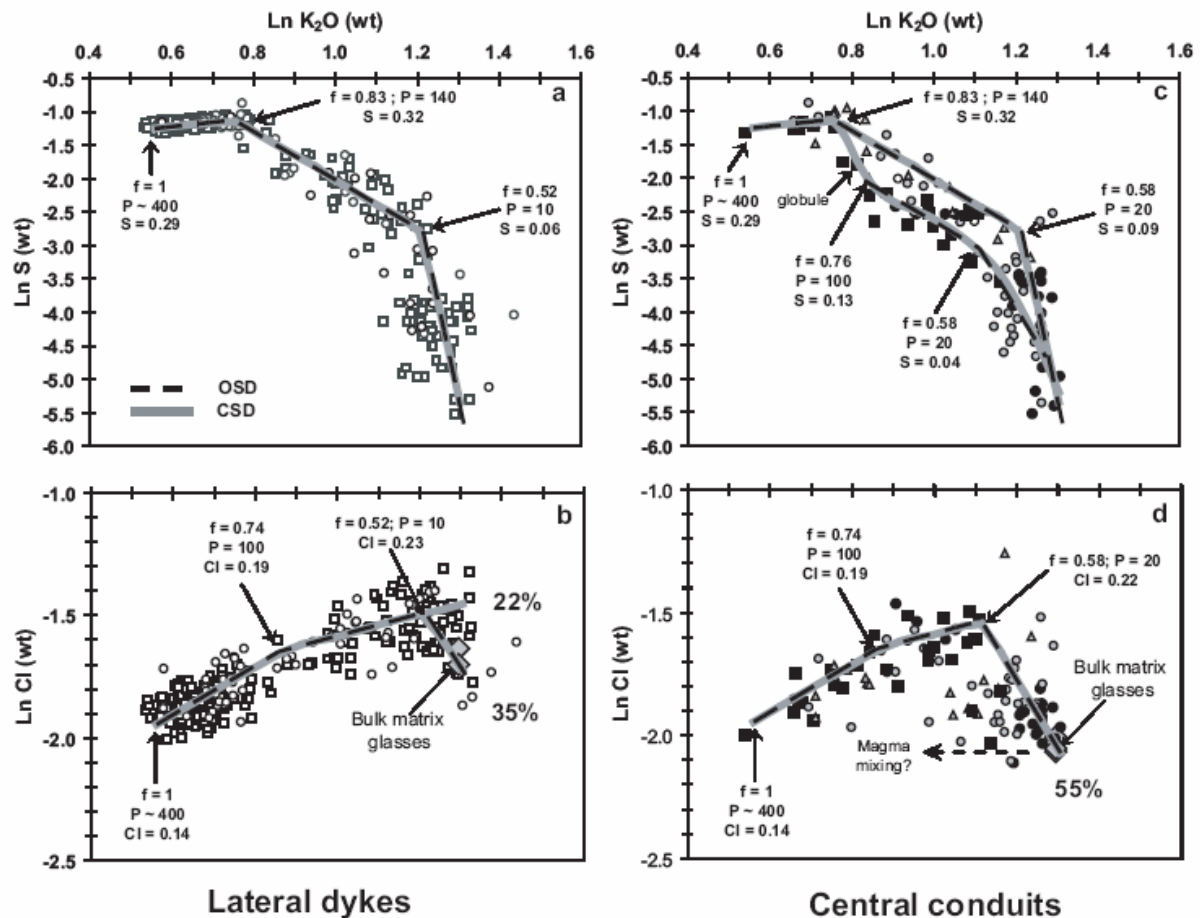 Ln K2O (wt)
0.4 0.6 0.8 1.0 1.2 1.4 1.6
-0.5
-1.0
-1.5
-2.0
-2.5
-3.0
-3.5
-4.0
-4.5
-5.0
-5.5
-6.0
Ln S (wt)
a
f = 0.83 ; P = 140
S = 0.32
f = 1
P ~ 400
S = 0.29
f = 0.52
P = 10
S = 0.06
OSD
CSD
Ln K2O (wt)
0.4 0.6 0.8 1.0 1.2 1.4 1.6
-0.5
-1.0
-1.5
-2.0
-2.5
-3.0
-3.5
-4.0
-4.5
-5.0
-5.5
-6.0
Ln S (wt)
c
f = 0.83 ; P = 140
S = 0.32
f = 1
P ~ 400
S = 0.29
globule
f = 0.58
P = 20
S = 0.09
f = 0.76
P = 100
S = 0.13
f = 0.58
P = 20
S = 0.04
-1.0
-1.5
-2.0
-2.5
Ln Cl (wt)
b
f = 0.74
P = 100
Cl = 0.19
f = 0.52; P = 10
Cl = 0.23
22%
35%
Bulk matrix
glasses
f = 1
P ~ 400
Cl = 0.14
Lateral dykes
-1.0
-1.5
-2.0
-2.5
Ln Cl (wt)
d
f = 0.74
P = 100
Cl = 0.19
f = 0.58; P = 20
Cl = 0.22
Bulk matrix
glasses
Magma
mixing?
55%
f = 1
P ~ 400
Cl = 0.14
Central conduits